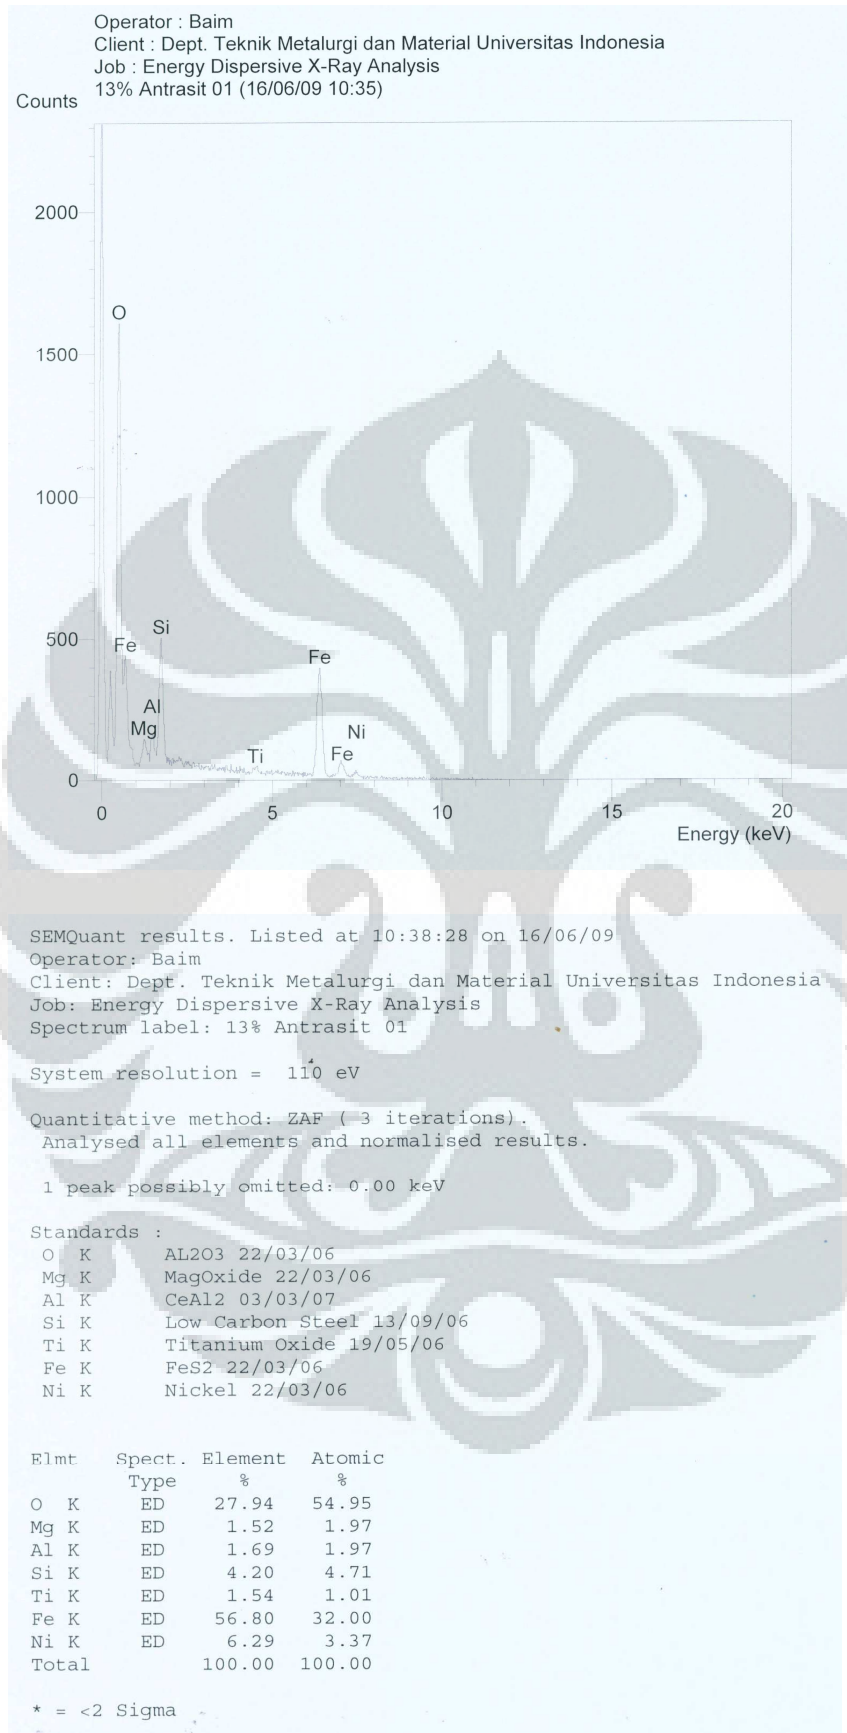 Operator : Baim
Client : Dept. Teknik Metalurgi dan Material Universitas Indonesia
Job : Energy Dispersive X-Ray Analysis
13% Antrasit 01 (16/06/09 10:35)
Counts
2000
O
1500
1000
Si
500
Fe
Fe
Al
Mg
Ni
Ti
Fe
0
0 5 10 15 20
Energy (keV)
SEMQuant results. Listed at 10:38:28 on 16/06/09
Operator: Baim
Client: Dept. Teknik Metalurgi dan Material Universitas Indonesia
Job: Energy Dispersive X-Ray Analysis
Spectrum label: 13% Antrasit 01
System resolution = 110 eV
Quantitative method: ZAF ( 3 iterations).
Analysed all elements and normalised results.
1 peak possibly omitted: 0.00 keV
Standards :
O K AL2O3 22/03/06
Mg K MagOxide 22/03/06
Al K CeAl2 03/03/07
Si K Low Carbon Steel 13/09/06
Ti K Titanium Oxide 19/05/06
Fe K FeS2 22/03/06
Ni K Nickel 22/03/06
Elmt Spect. Element Atomic
Type % %
O K ED 27.94 54.95
Mg K ED 1.52 1.97
Al K ED 1.69 1.97
Si K ED 4.20 4.71
Ti K ED 1.54 1.01
Fe K ED 56.80 32.00
Ni K ED 6.29 3.37
Total 100.00 100.00
* = <2 Sigma